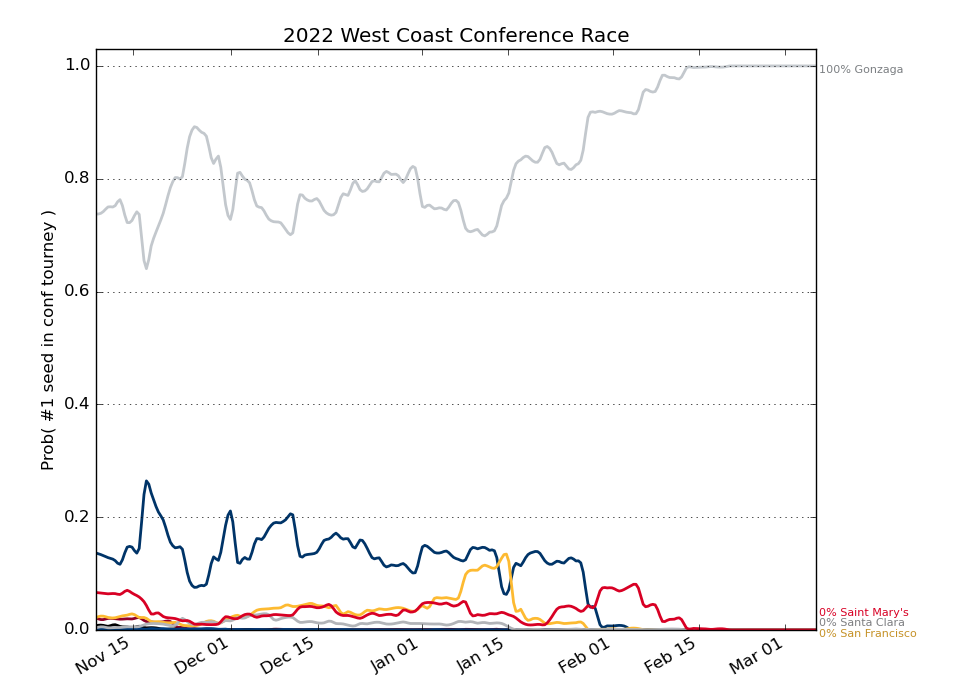 2022 West Coast Conference Race
Prob( #1 seed in conf tourney )
1.0
0.8
0.6
0.4
0.2
0.0
Nov 15
Dec 01
Dec 15
Jan 01
Jan 15
Feb 01
Feb 15
Mar 01
100% Gonzaga
0% Saint Mary's
0% Santa Clara
0% San Francisco